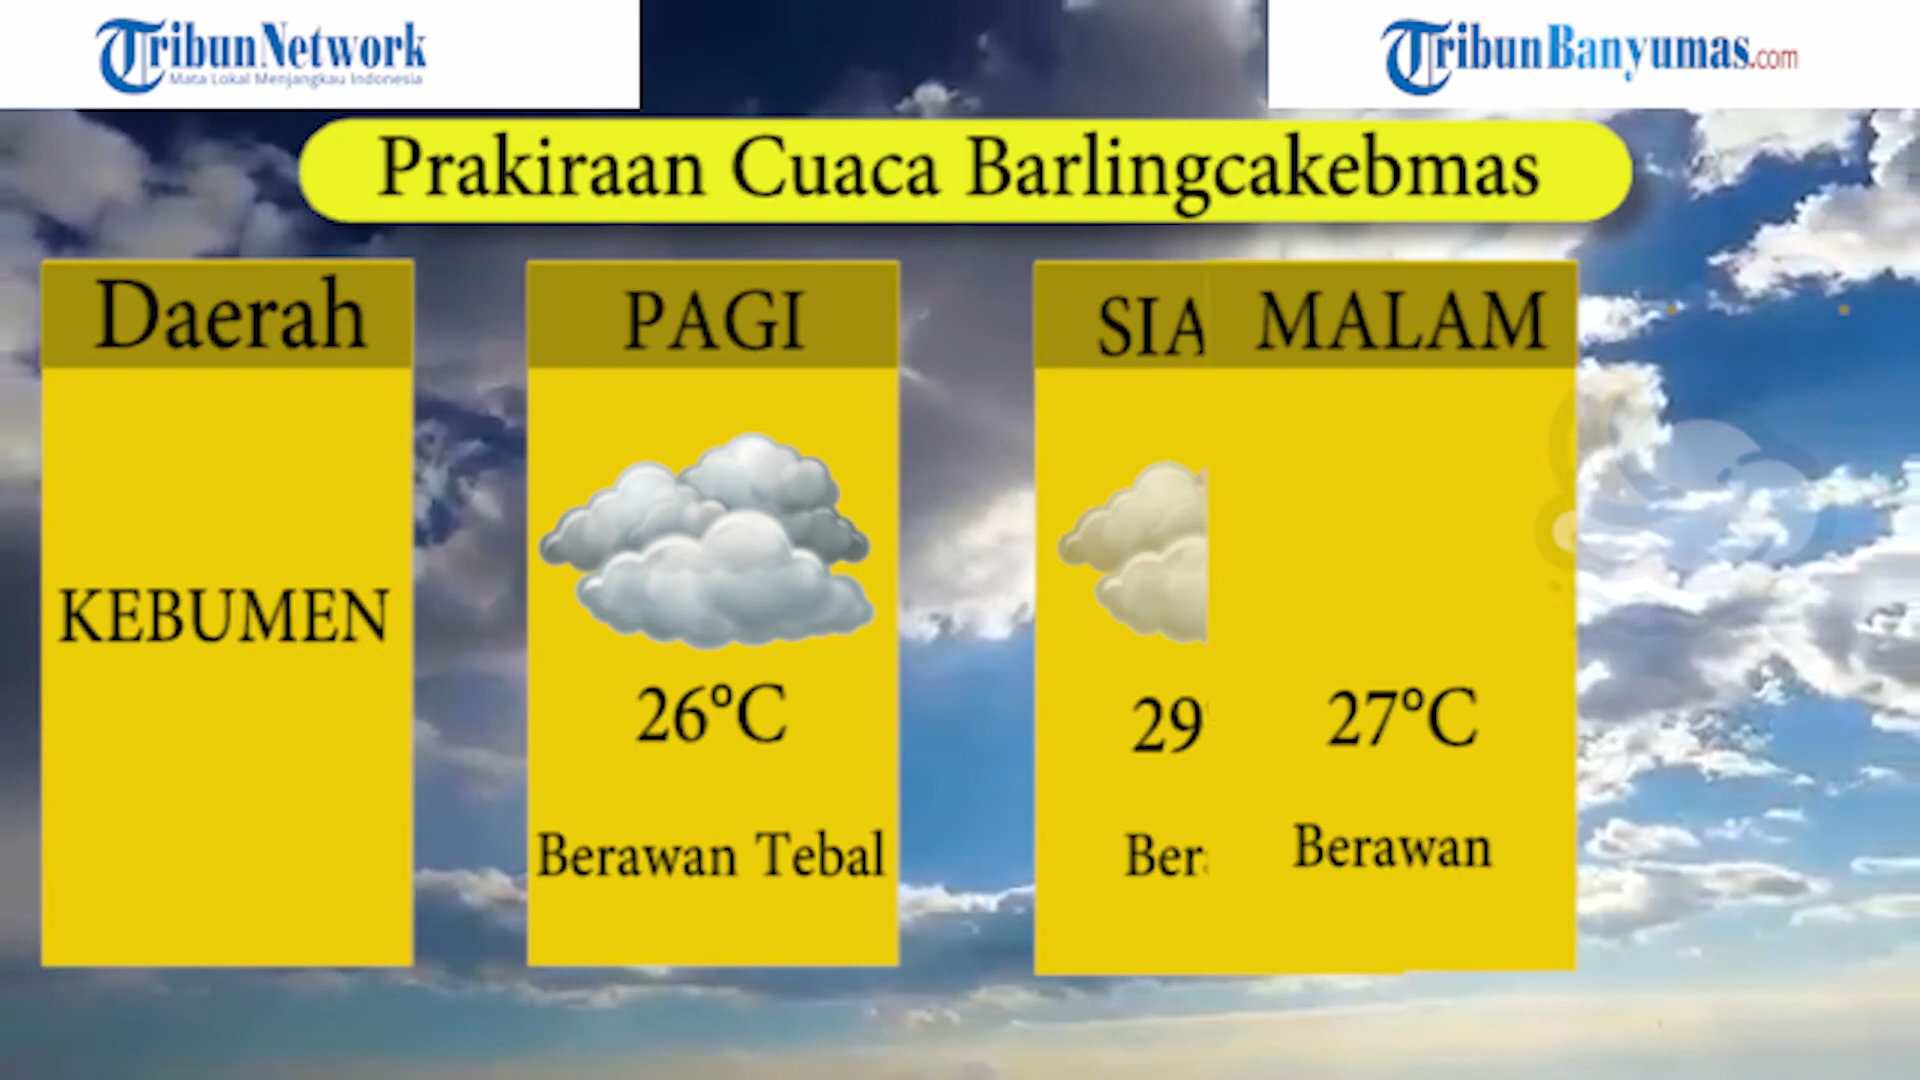 TribunNetwork
Mata Lokal Menjangkau Indonesia
TribunBanyumas.com
Prakiraan Cuaca Barlingcakebmas
Daerah
KEBUMEN
PAGI
26°C
Berawan Tebal
SIA
29
Ber
MALAM
27°C
Berawan